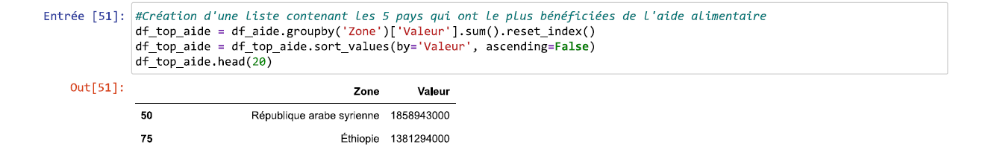 Entrée [51]: #Création d'une liste contenant les 5 pays qui ont le plus bénéficiées de l'aide alimentaire
df_top_aide = df_aide.groupby('Zone')['Valeur'].sum().reset_index()
df_top_aide = df_top_aide.sort_values(by='Valeur', ascending=False)
df_top_aide.head(20)
Out[51]:
Zone Valeur
50 République arabe syrienne 1858943000
75 Éthiopie 1381294000